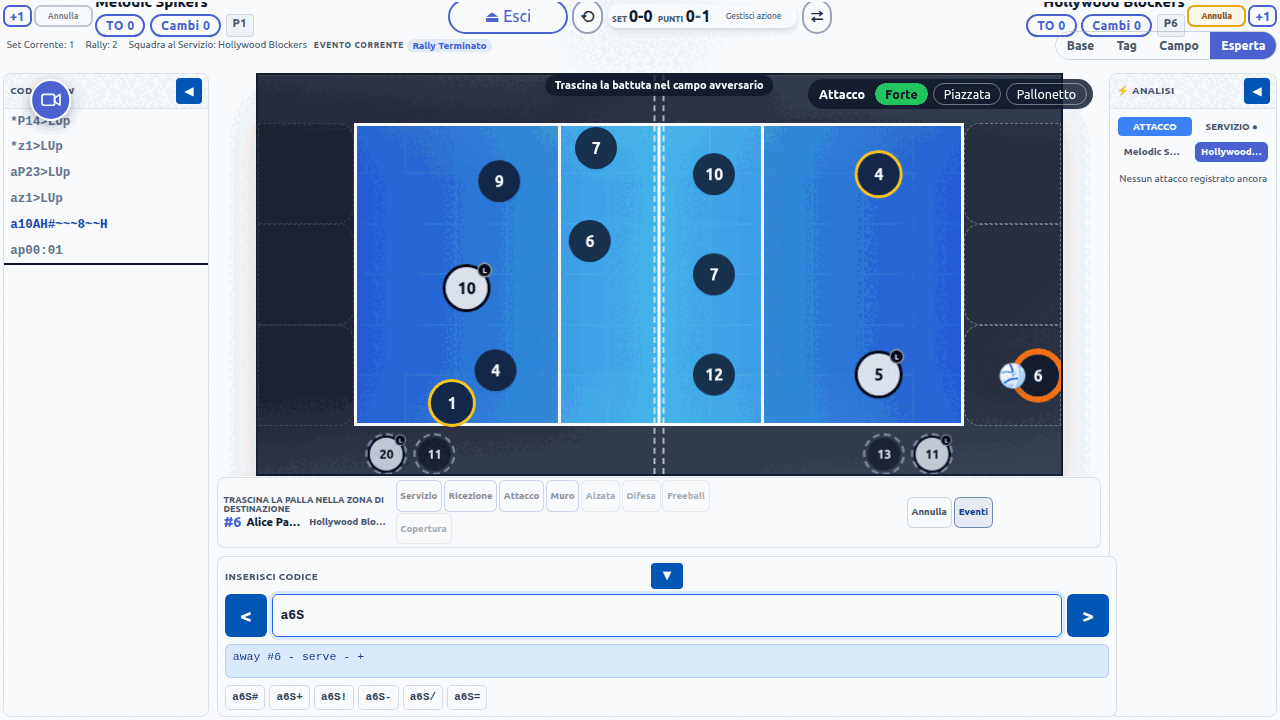 +1
Annulla
Melodic Spikers
TO 0
Cambi 0
P1
⏏ Esci
SET 0-0 PUNTI 0-1 Gestisci azione
Hollywood Blockers
TO 0
Cambi 0
P6
Annulla
+1
Set Corrente: 1 Rally: 2 Squadra al Servizio: Hollywood Blockers EVENTO CORRENTE Rally Terminato
Base Tag Campo Esperta
*P14>LUp
*z1>LUp
aP23>LUp
az1>LUp
a10AH#~~~8~~H
ap00:01
Trascina la battuta nel campo avversario
Attacco Forte Piazzata Pallonetto
7
9
10
4
6
10 L
7
4
1
12
5 L
6
20 L
11
13
11 L
⚡ ANALISI
ATTACCO SERVIZIO ●
Melodic S... Hollywood...
Nessun attacco registrato ancora
TRASCINA LA PALLA NELLA ZONA DI
DESTINAZIONE
#6 Alice Pa... Hollywood Blo...
Servizio Ricezione Attacco Muro Alzata Difesa Freeball
Copertura
Annulla Eventi
INSERISCI CODICE
▼
<
a6S
>
away #6 - serve - +
a6S# a6S+ a6S! a6S- a6S/ a6S=